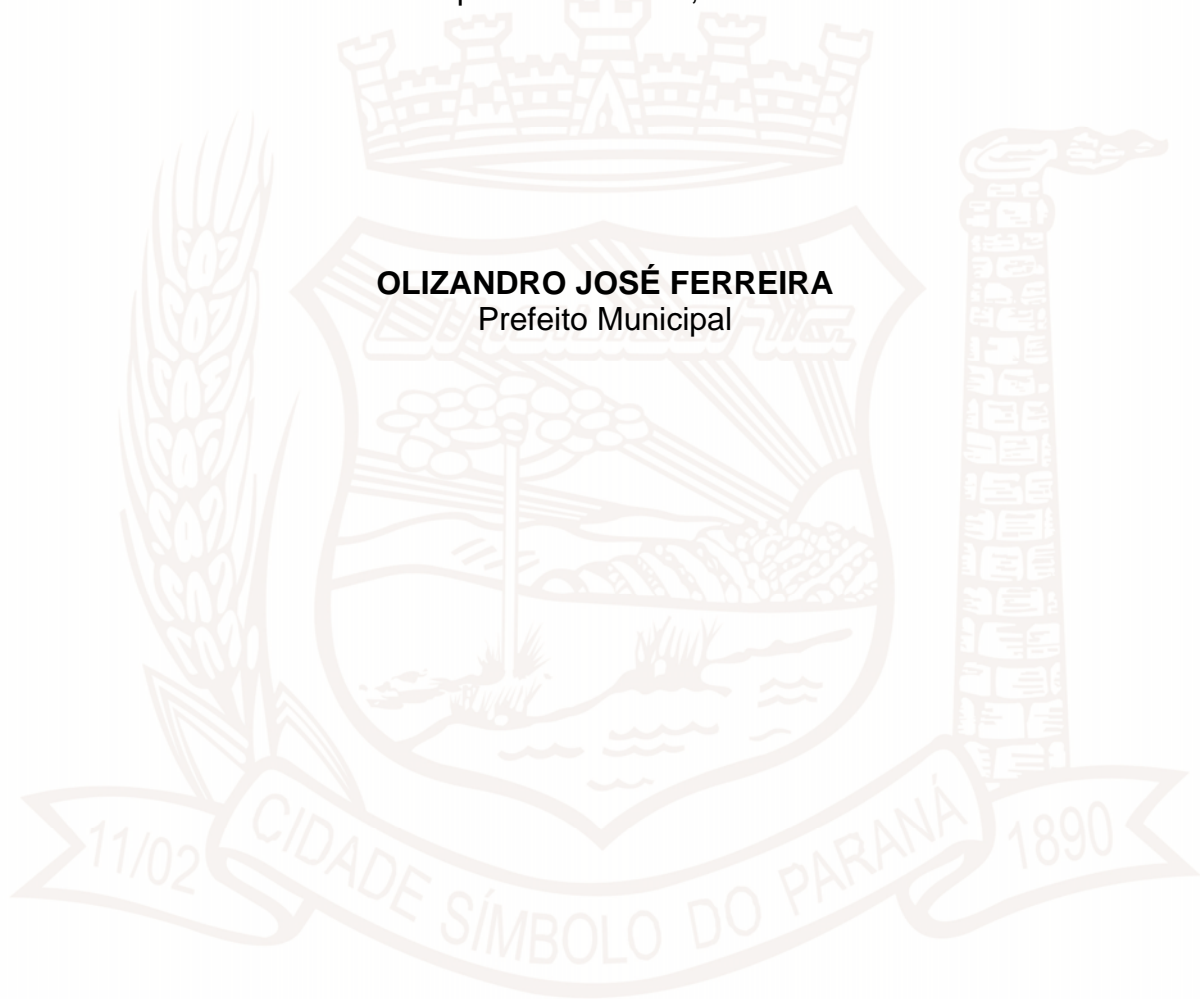 OLIZANDRO JOSÉ FERREIRA
Prefeito Municipal
11/02
CIDADE SÍMBOLO DO PARANÁ
1890